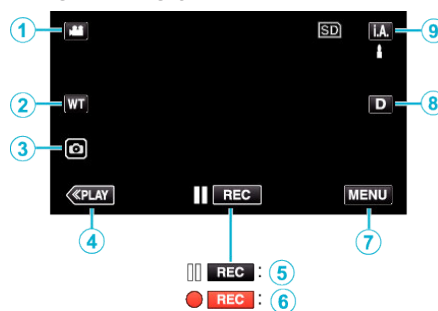 1 SD i.A. 9
2 WT D 8
3
≪PLAY REC MENU
4 REC : 5 7
REC : 6